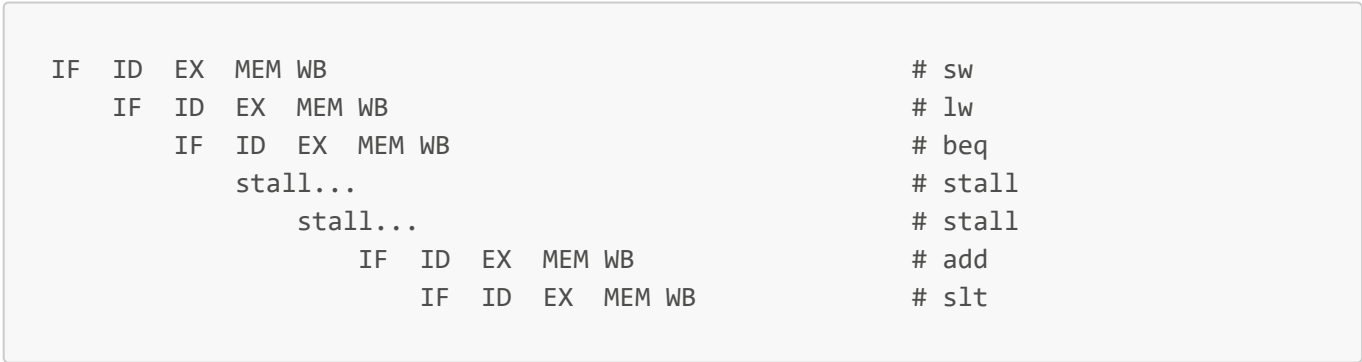 IF  ID  EX  MEM WB                                      # sw
    IF  ID  EX  MEM WB                                  # lw
        IF  ID  EX  MEM WB                              # beq
            stall...                                    # stall
                stall...                                # stall
                    IF  ID  EX  MEM WB                  # add
                        IF  ID  EX  MEM WB              # slt